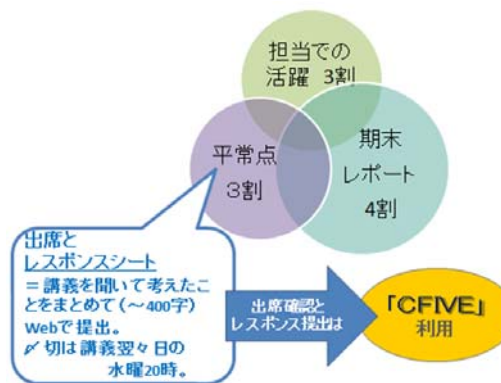 担当での
活躍 3割
平常点
3割
期末
レポート
4割
出席と
レスポンスシート
＝講義を聞いて考えたこ
とをまとめて(～400字)
Webで提出。
〆切は講義翌々日の
水曜20時。
出席確認と
レスポンス提出は
「CFIVE」
利用